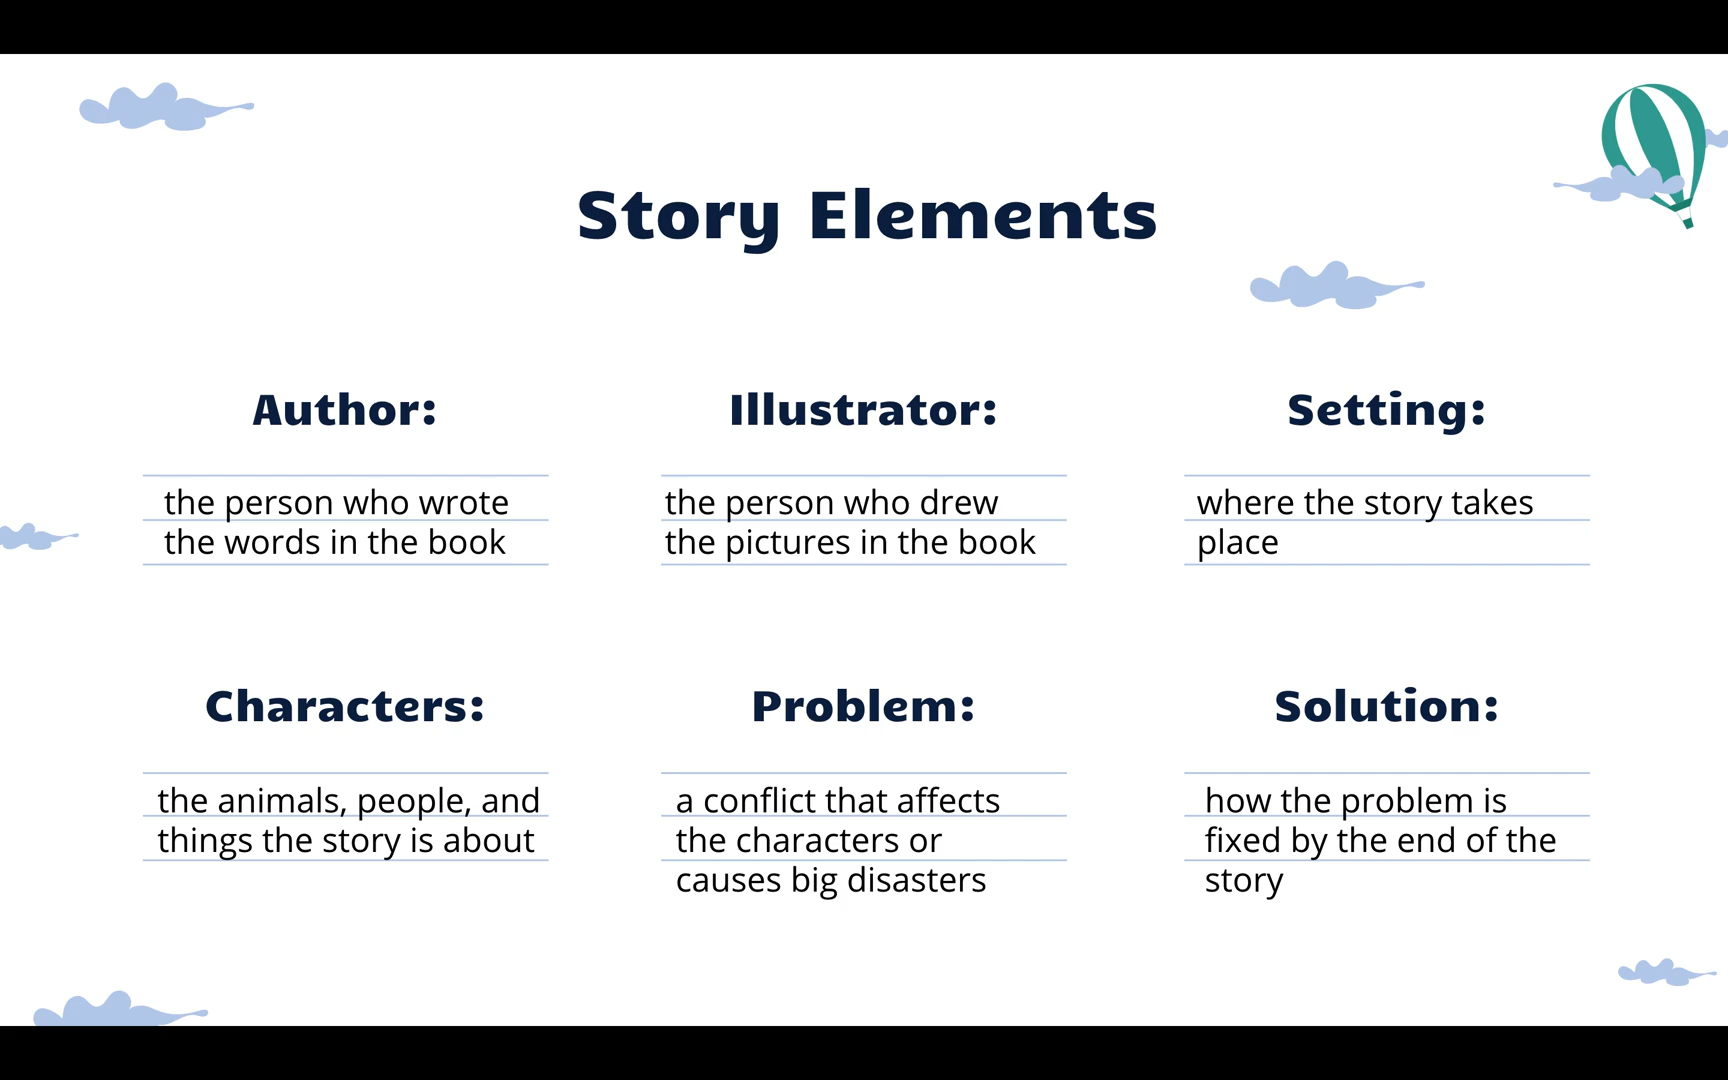 Story Elements
Author:
the person who wrote
the words in the book
Illustrator:
the person who drew
the pictures in the book
Setting:
where the story takes
place
Characters:
the animals, people, and
things the story is about
Problem:
a conflict that affects
the characters or
causes big disasters
Solution:
how the problem is
fixed by the end of the
story